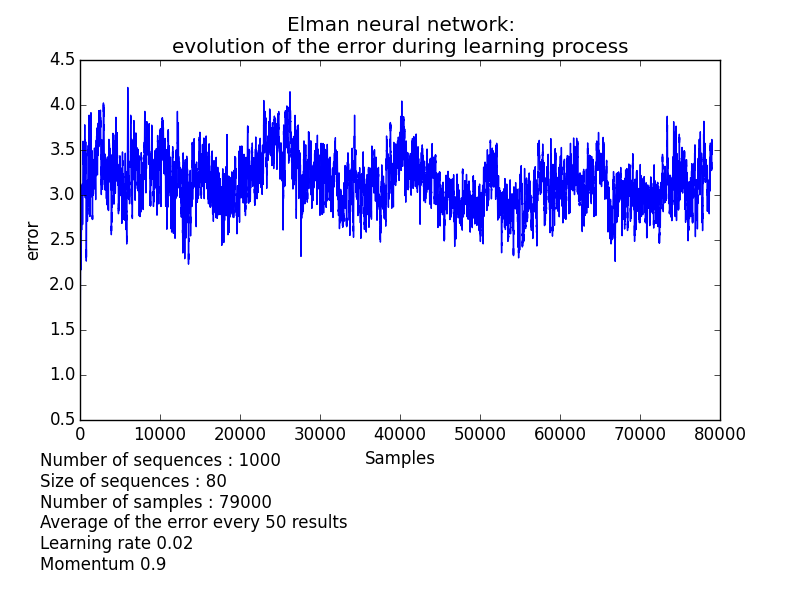 Elman neural network:
evolution of the error during learning process
4.5
4.0
3.5
3.0
2.5
2.0
1.5
1.0
0.5
error
0 10000 20000 30000 40000 50000 60000 70000 80000
Samples
Number of sequences : 1000
Size of sequences : 80
Number of samples : 79000
Average of the error every 50 results
Learning rate 0.02
Momentum 0.9